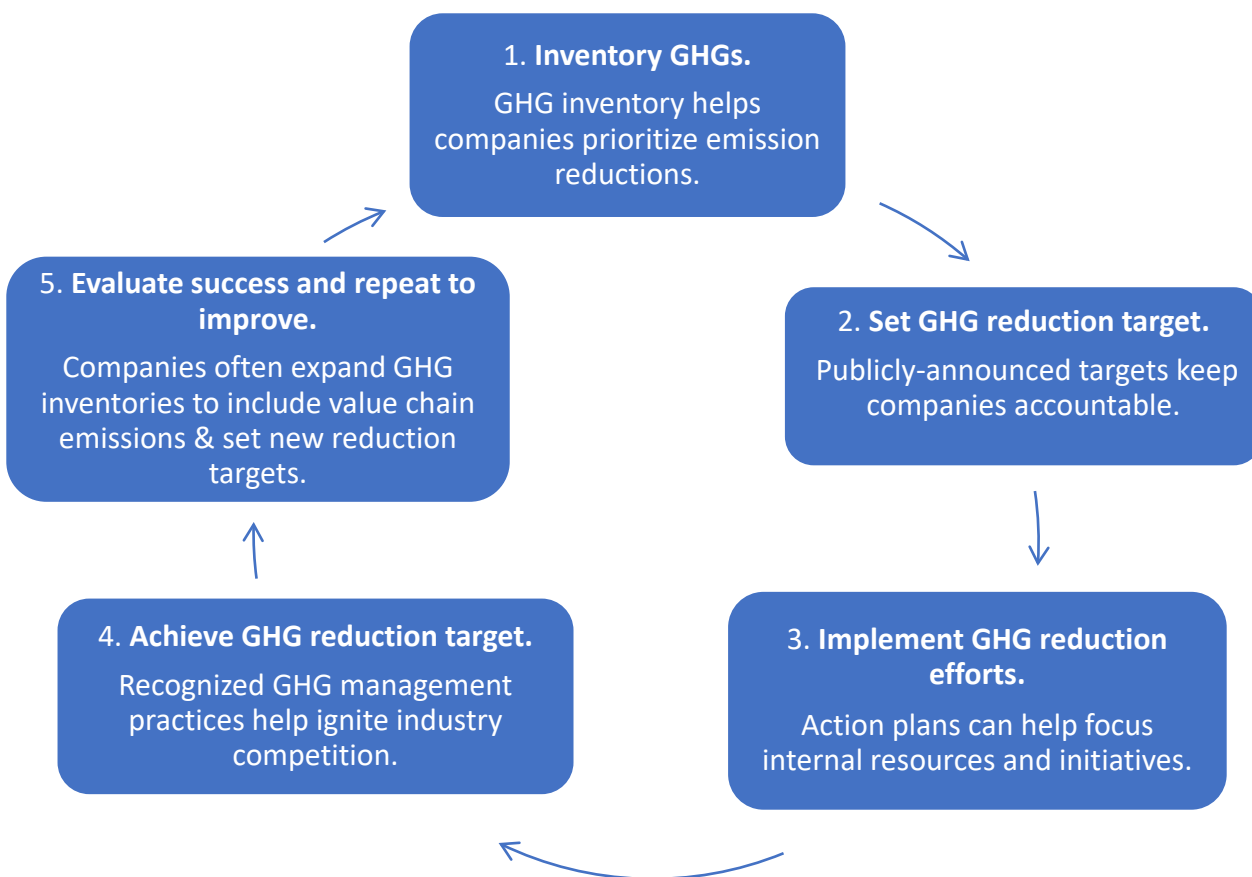 1. Inventory GHGs.
GHG inventory helps
companies prioritize emission
reductions.
2. Set GHG reduction target.
Publicly-announced targets keep
companies accountable.
3. Implement GHG reduction
efforts.
Action plans can help focus
internal resources and initiatives.
4. Achieve GHG reduction target.
Recognized GHG management
practices help ignite industry
competition.
5. Evaluate success and repeat to
improve.
Companies often expand GHG
inventories to include value chain
emissions & set new reduction
targets.